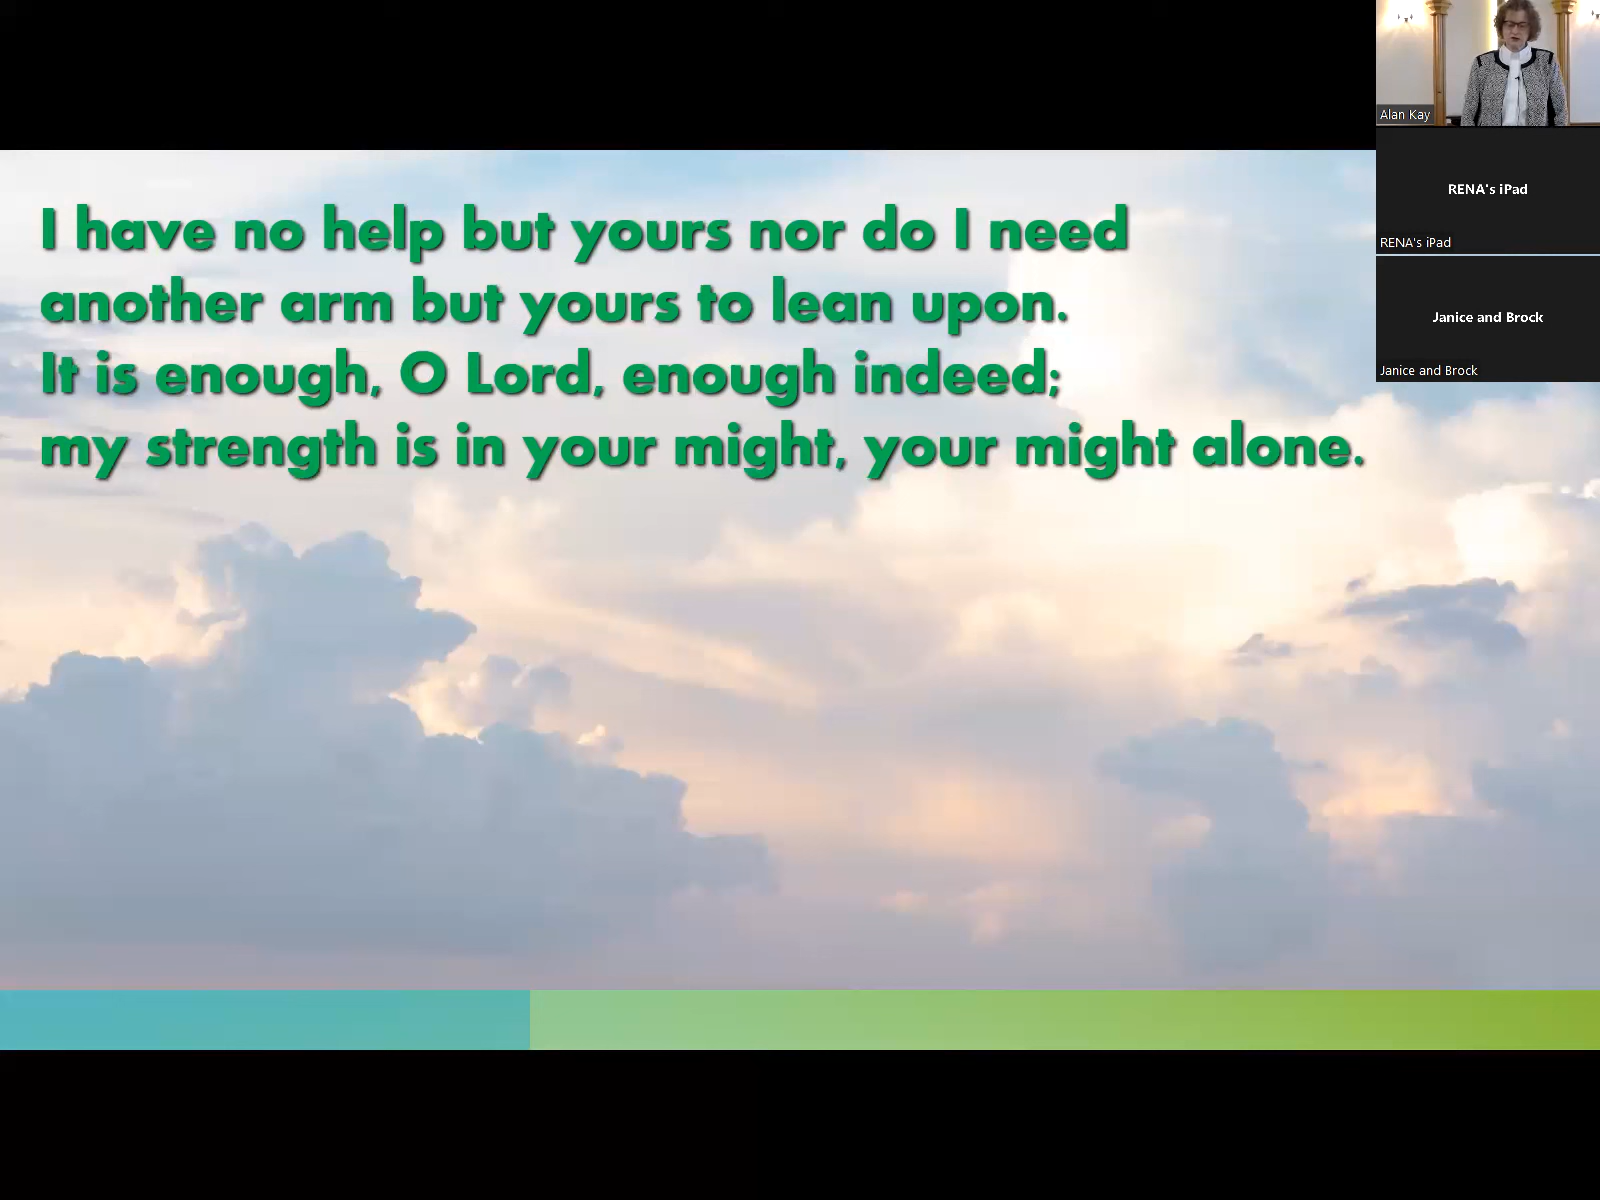 I have no help but yours nor do I need
another arm but yours to lean upon.
It is enough, O Lord, enough indeed;
my strength is in your might, your might alone.
Alan Kay
RENA's iPad
RENA's iPad
Janice and Brock
Janice and Brock